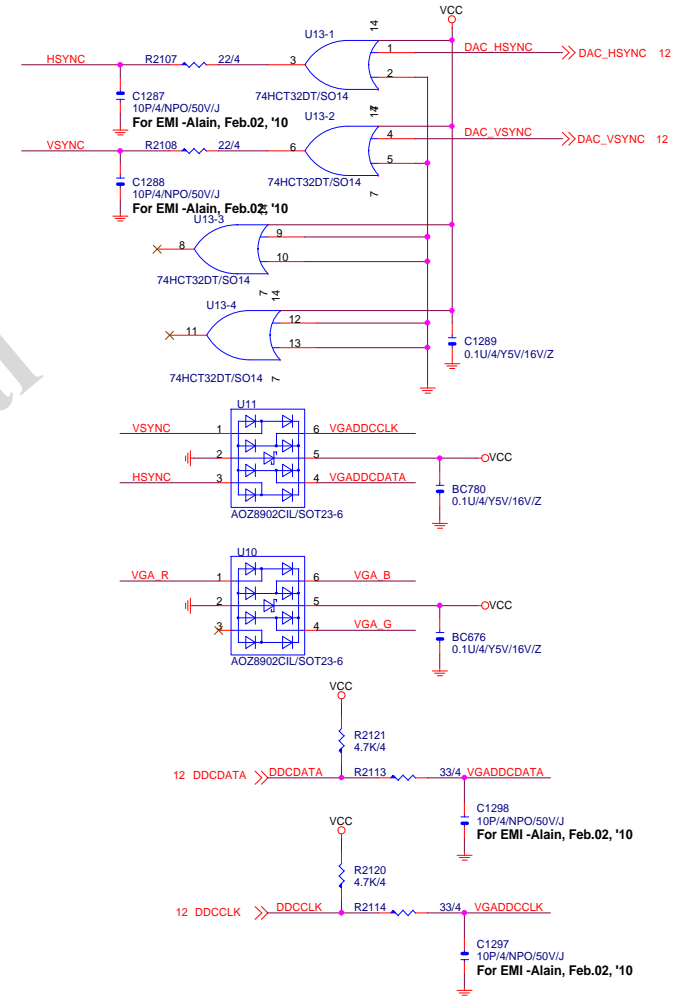 VCC
U13-1
14
HSYNC R2107 22/4 3 1 DAC_HSYNC DAC_HSYNC 12
2
C1287
10P/4/NPO/50V/J
74HCT32DT/SO14
For EMI -Alain, Feb.02, '10
U13-2
14
VSYNC R2108 22/4 6 4 DAC_VSYNC DAC_VSYNC 12
5
C1288
10P/4/NPO/50V/J
74HCT32DT/SO14 7
For EMI -Alain, Feb.02, '10
U13-3
8 9
10
74HCT32DT/SO14 7
14
U13-4
11 12
13
C1289
0.1U/4/Y5V/16V/Z
74HCT32DT/SO14 7
U11
VSYNC 1 6 VGADDCCLK
2 5 VCC
HSYNC 3 4 VGADDCDATA
BC780
0.1U/4/Y5V/16V/Z
AOZ8902CIL/SOT23-6
U10
VGA_R 1 6 VGA_B
2 5 VCC
3 4 VGA_G
BC676
0.1U/4/Y5V/16V/Z
AOZ8902CIL/SOT23-6
VCC
R2121
4.7K/4
12 DDCDATA DDCDATA R2113 33/4 VGADDCDATA
C1298
10P/4/NPO/50V/J
For EMI -Alain, Feb.02, '10
VCC
R2120
4.7K/4
12 DDCCLK DDCCLK R2114 33/4 VGADDCCLK
C1297
10P/4/NPO/50V/J
For EMI -Alain, Feb.02, '10